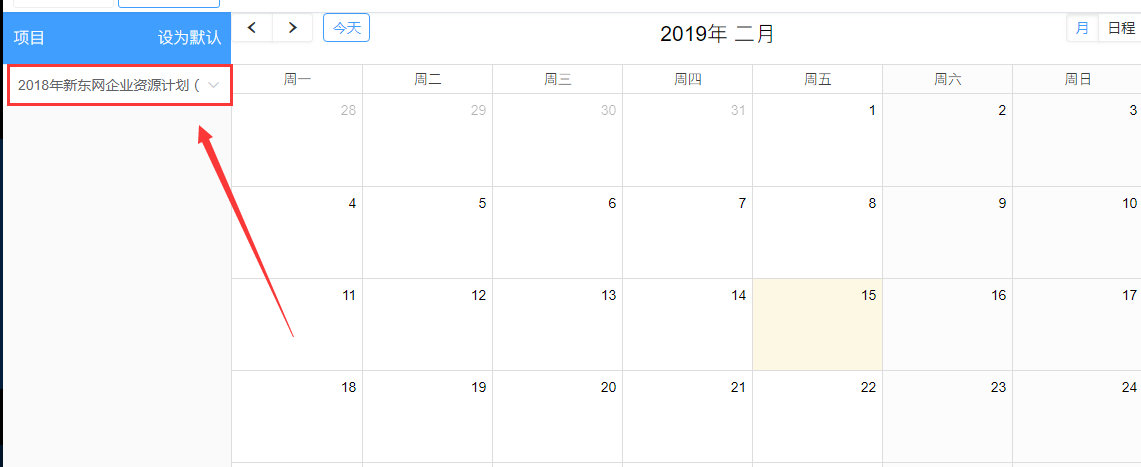 项目 设为默认
2018年新东网企业资源计划（
今天
2019年 二月
月 日程
周一 周二 周三 周四 周五 周六 周日
28 29 30 31 1 2 3
4 5 6 7 8 9 10
11 12 13 14 15 16 17
18 19 20 21 22 23 24